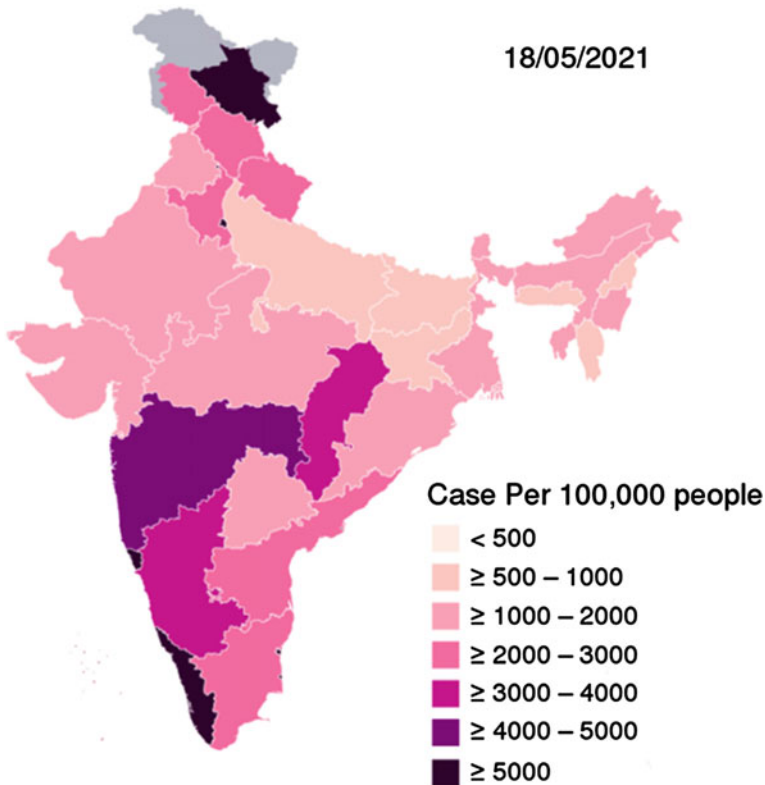 18/05/2021
Case Per 100,000 people
< 500
≥ 500 – 1000
≥ 1000 – 2000
≥ 2000 – 3000
≥ 3000 – 4000
≥ 4000 – 5000
≥ 5000